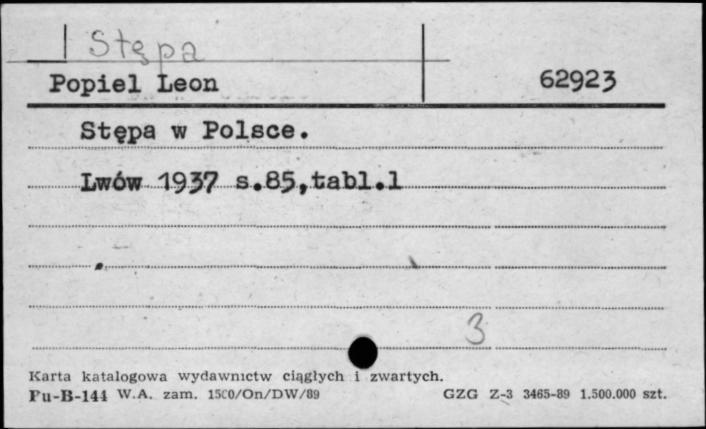 Stępa
Popiel Leon 62923
Stępa w Polsce.
Lwów 1937 s.85, tabl.1
3
Karta katalogowa wydawnictw ciągłych i zwartych.
Pu-B-144 W.A. zam. 1500/On/DW/89 GZG Z-3 3465-89 1.500.000 szt.